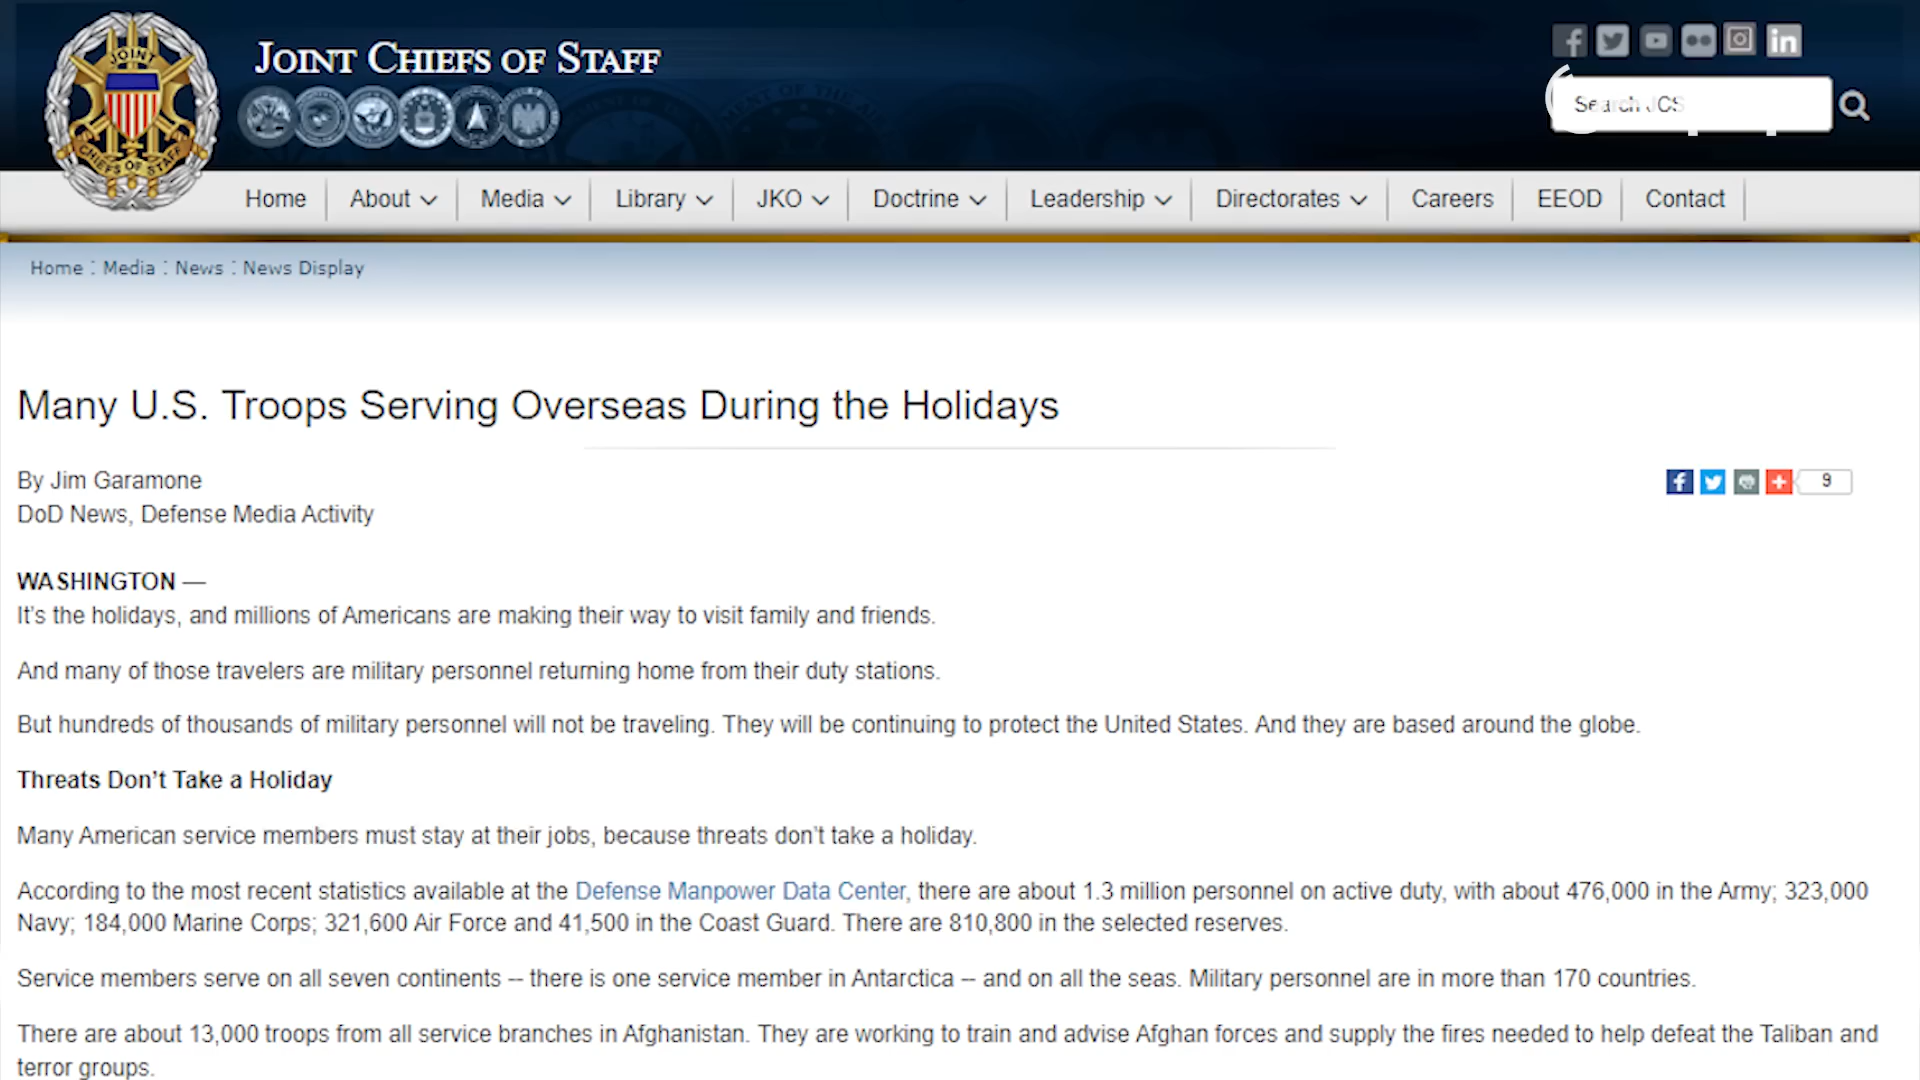 JOINT CHIEFS OF STAFF
JOINT
CHIEFS OF STAFF
Search JCS
Home About Media Library JKO Doctrine Leadership Directorates Careers EEOD Contact
Home : Media : News : News Display
Many U.S. Troops Serving Overseas During the Holidays
By Jim Garamone
9
DoD News, Defense Media Activity
WASHINGTON —
It's the holidays, and millions of Americans are making their way to visit family and friends.
And many of those travelers are military personnel returning home from their duty stations.
But hundreds of thousands of military personnel will not be traveling. They will be continuing to protect the United States. And they are based around the globe.
Threats Don't Take a Holiday
Many American service members must stay at their jobs, because threats don't take a holiday.
According to the most recent statistics available at the Defense Manpower Data Center, there are about 1.3 million personnel on active duty, with about 476,000 in the Army; 323,000
Navy; 184,000 Marine Corps; 321,600 Air Force and 41,500 in the Coast Guard. There are 810,800 in the selected reserves.
Service members serve on all seven continents -- there is one service member in Antarctica -- and on all the seas. Military personnel are in more than 170 countries.
There are about 13,000 troops from all service branches in Afghanistan. They are working to train and advise Afghan forces and supply the fires needed to help defeat the Taliban and
terror groups.